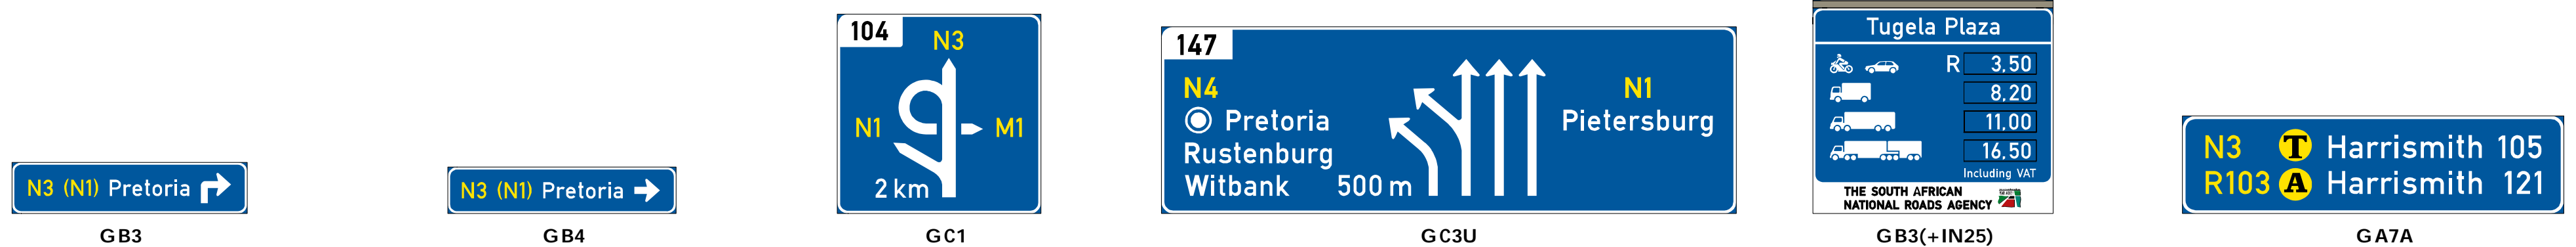 N3 (N1) Pretoria
GB3
N3 (N1) Pretoria
GB4
104
N3
N1
M1
2 km
GC1
147
N4
Pretoria
Rustenburg
Witbank
500 m
N1
Pietersburg
GC3U
Tugela Plaza
R 3,50
8,20
11,00
16,50
Including VAT
THE SOUTH AFRICAN
NATIONAL ROADS AGENCY
GB3(+IN25)
N3 T Harrismith 105
R103 A Harrismith 121
GA7A